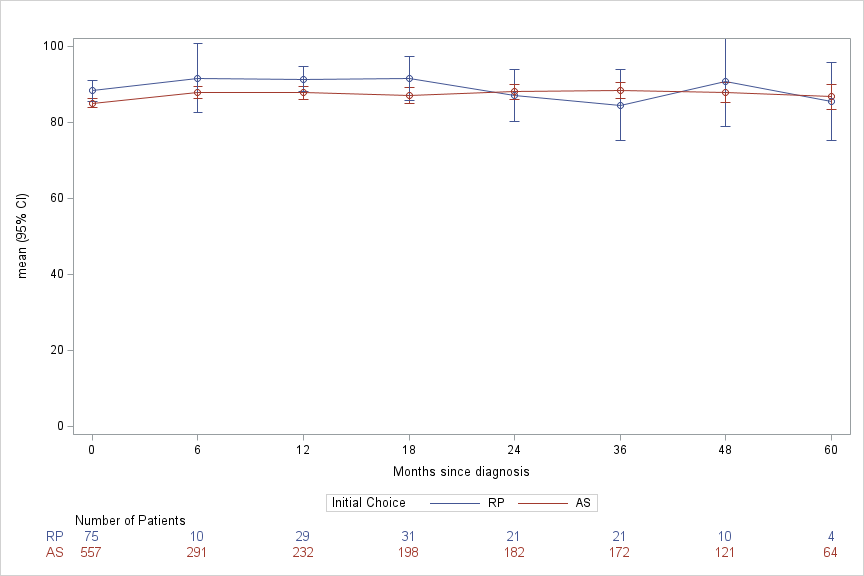 100
80
60
40
20
0
mean (95% CI)
0 6 12 18 24 36 48 60
Months since diagnosis
Initial Choice RP AS
Number of Patients
RP 75 10 29 31 21 21 10 4
AS 557 291 232 198 182 172 121 64